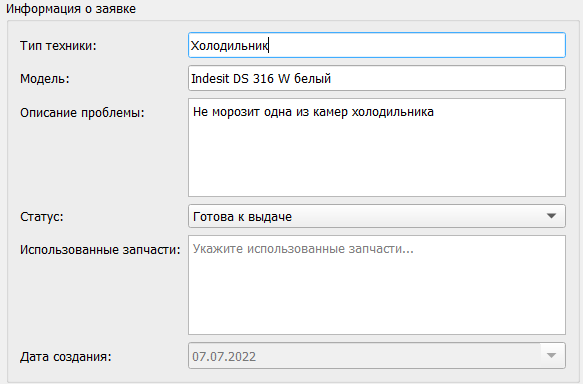 Информация о заявке
Тип техники: Холодильник
Модель: Indesit DS 316 W белый
Описание проблемы: Не морозит одна из камер холодильника
Статус: Готова к выдаче
Использованные запчасти: Укажите использованные запчасти...
Дата создания: 07.07.2022